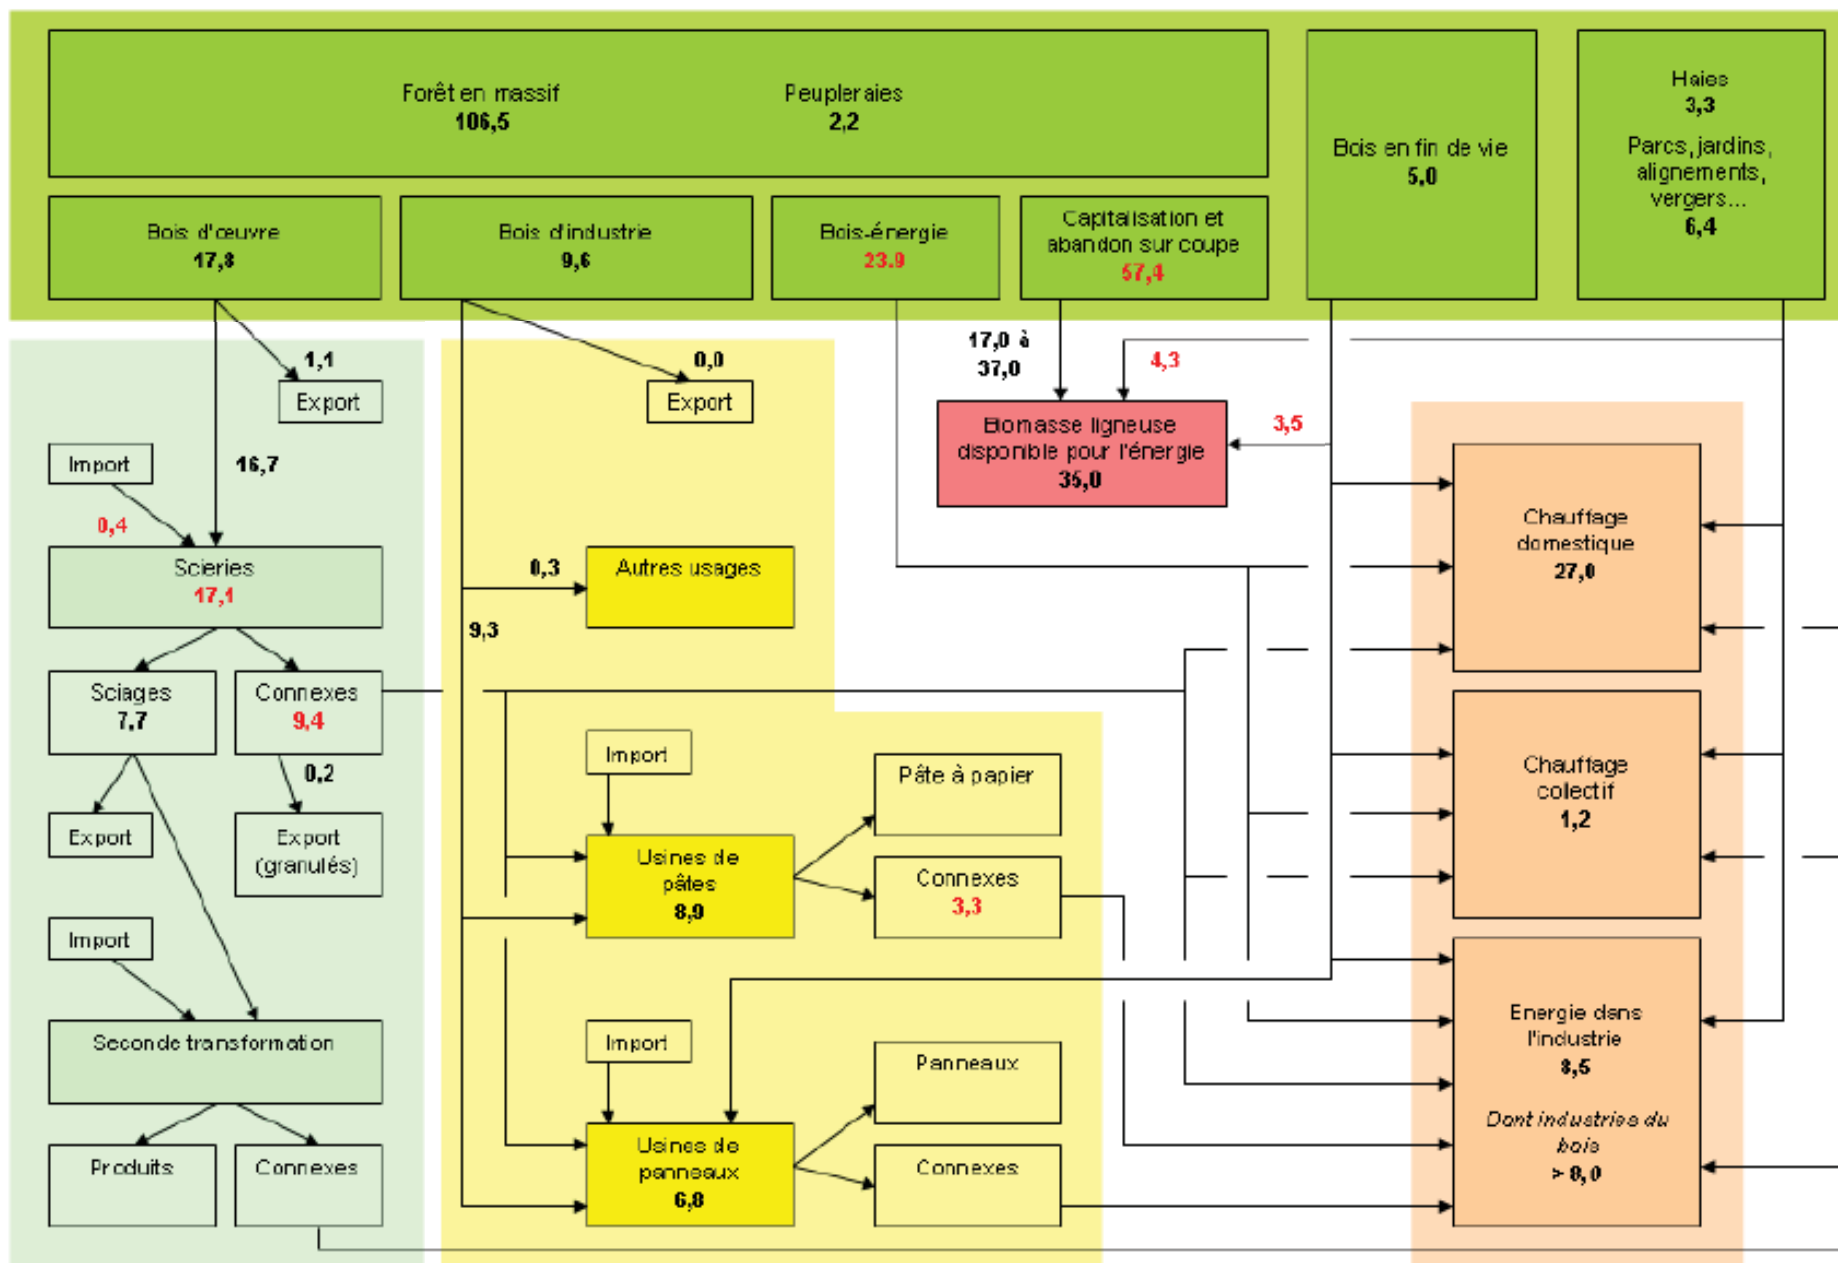 Forêt en massif
106,5
Peupleraies
2,2
Bois en fin de vie
5,0
Haies
3,3
Parcs, jardins,
alignements,
vergers...
6,4
Bois d'œuvre
17,8
Bois d'industrie
9,6
Bois-énergie
23.9
Capitalisation et
abandon sur coupe
57,4
1,1
Export
0,0
Export
17,0 à
37,0
4,3
3,5
Biomasse ligneuse
disponible pour l'énergie
35,0
Import
0,4
16,7
Scieries
17,1
0,3
Autres usages
9,3
Chauffage
domestique
27,0
Sciages
7,7
Connexes
9,4
0,2
Export
Export
(granulés)
Import
Pâte à papier
Usines de
pâtes
8,9
Connexes
3,3
Chauffage
collectif
1,2
Import
Seconde transformation
Produits
Connexes
Import
Panneaux
Usines de
panneaux
6,8
Connexes
Energie dans
l'industrie
8,5
Dont industries du
bois
> 8,0